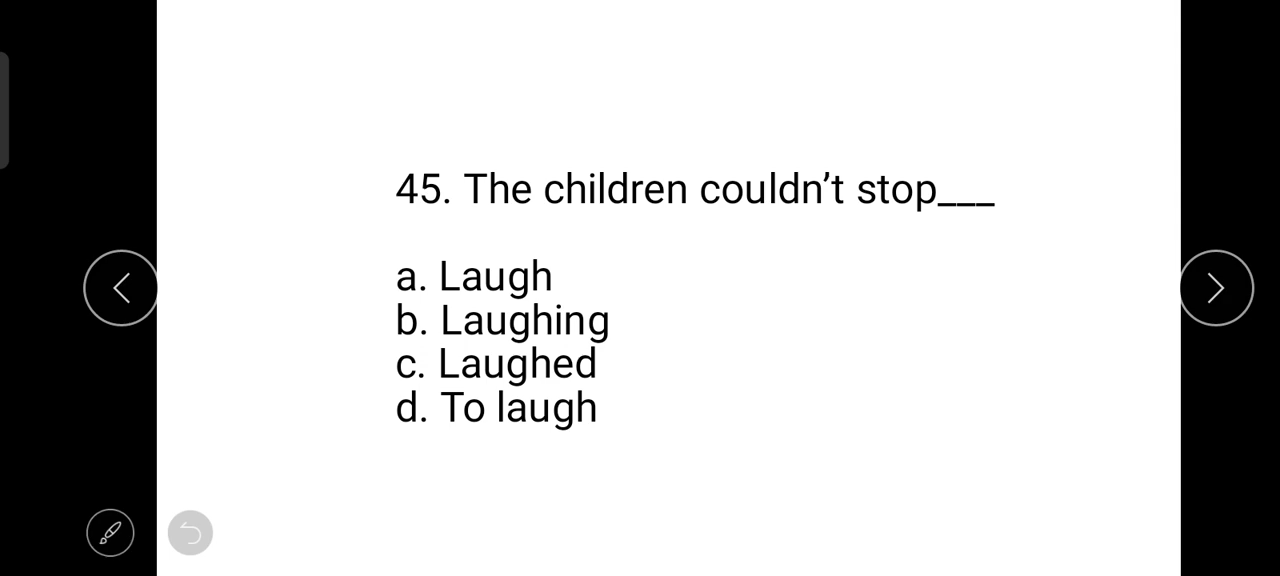 45. The children couldn’t stop___
a. Laugh
b. Laughing
c. Laughed
d. To laugh